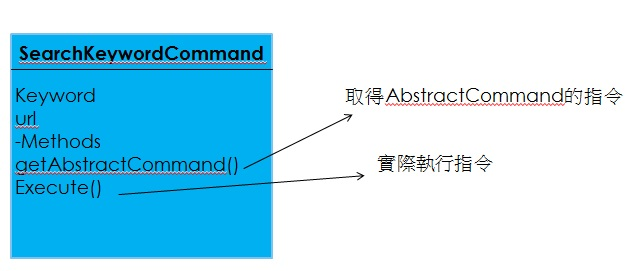 SearchKeywordCommand
Keyword
url
-Methods
getAbstractCommand()
Execute()
取得AbstractCommand的指令
實際執行指令